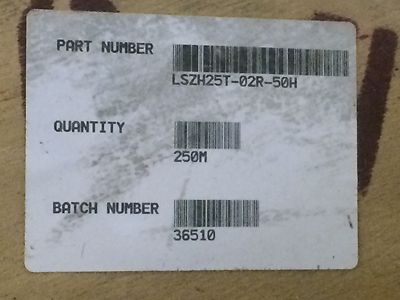 PART NUMBER
LSZH25T-02R-50H
QUANTITY
250M
BATCH NUMBER
36510